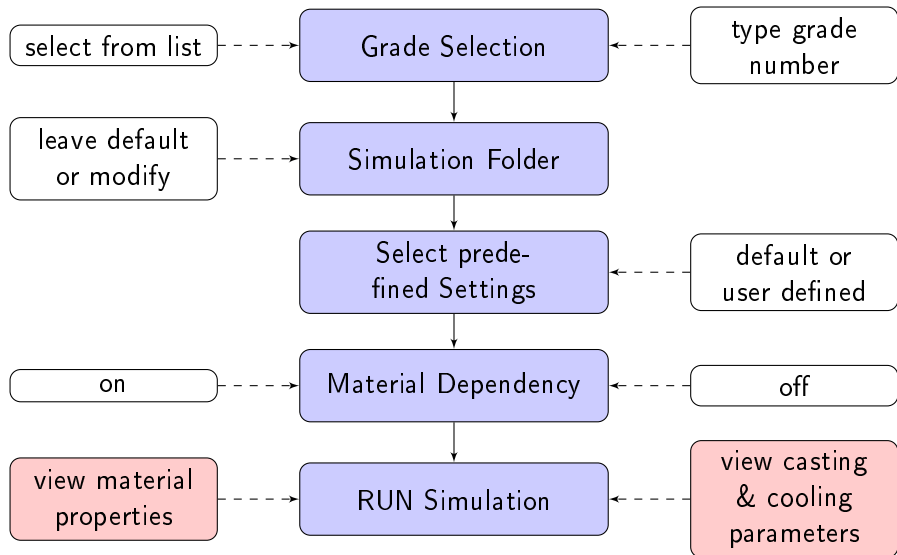 select from list
Grade Selection
type grade
number
leave default
or modify
Simulation Folder
Select prede-
fined Settings
default or
user defined
on
Material Dependency
off
view material
properties
RUN Simulation
view casting
& cooling
parameters